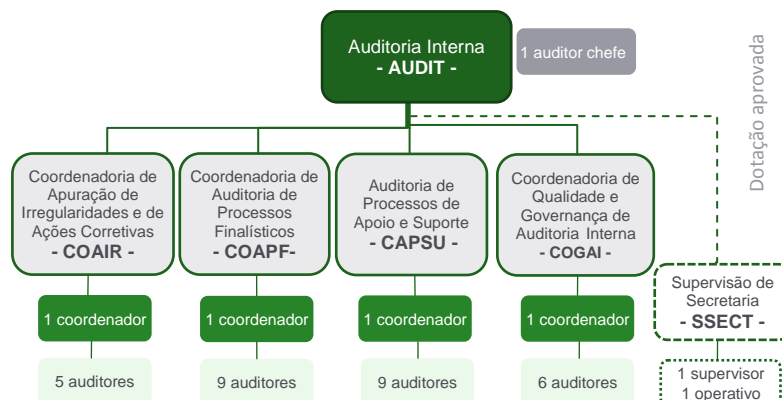 Auditoria Interna
- AUDIT -
1 auditor chefe
Dotação aprovada
Coordenadoria de
Apuração de
Irregularidades e de
Ações Corretivas
- COAIR -
Coordenadoria de
Auditoria de
Processos
Finalísticos
- COAPF-
Auditoria de
Processos de
Apoio e Suporte
- CAPSU -
Coordenadoria de
Qualidade e
Governança de
Auditoria Interna
- COGAI -
Supervisão de
Secretaria
- SSECT -
1 coordenador
1 coordenador
1 coordenador
1 coordenador
5 auditores
9 auditores
9 auditores
6 auditores
1 supervisor
1 operativo